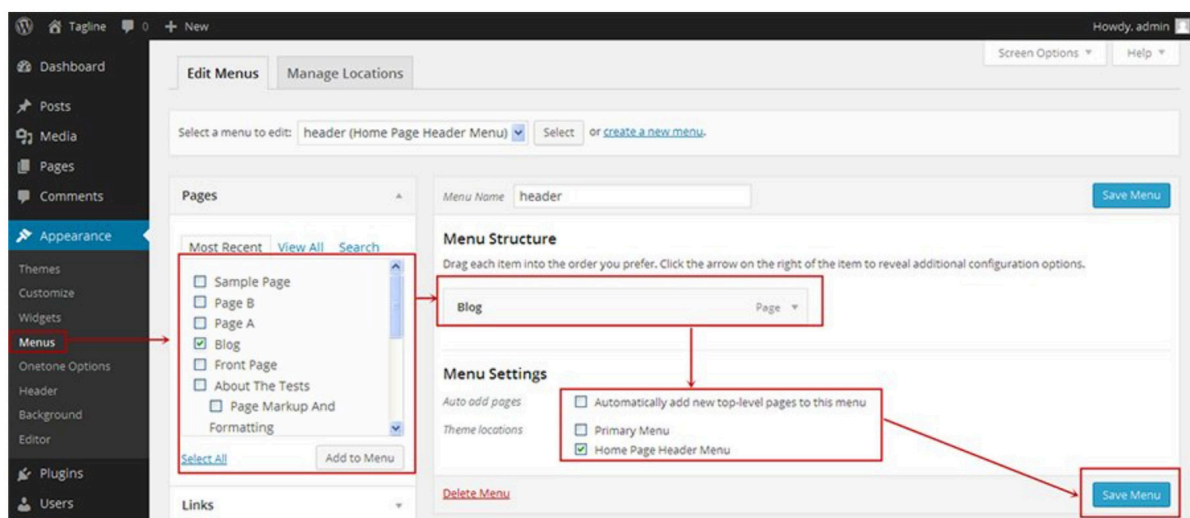 Tagline 0 New Howdy, admin
Screen Options Help
Dashboard
Posts
Media
Pages
Comments
Appearance
Themes
Customize
Widgets
Menus
Onetone Options
Header
Background
Editor
Plugins
Users
Edit Menus Manage Locations
Select a menu to edit: header (Home Page Header Menu) Select or create a new menu.
Pages
Most Recent View All Search
Sample Page
Page B
Page A
Blog
Front Page
About The Tests
Page Markup And
Formatting
Select All Add to Menu
Links
Menu Name header Save Menu
Menu Structure
Drag each item into the order you prefer. Click the arrow on the right of the item to reveal additional configuration options.
Blog Page
Menu Settings
Auto add pages Automatically add new top-level pages to this menu
Theme locations Primary Menu
Home Page Header Menu
Delete Menu Save Menu